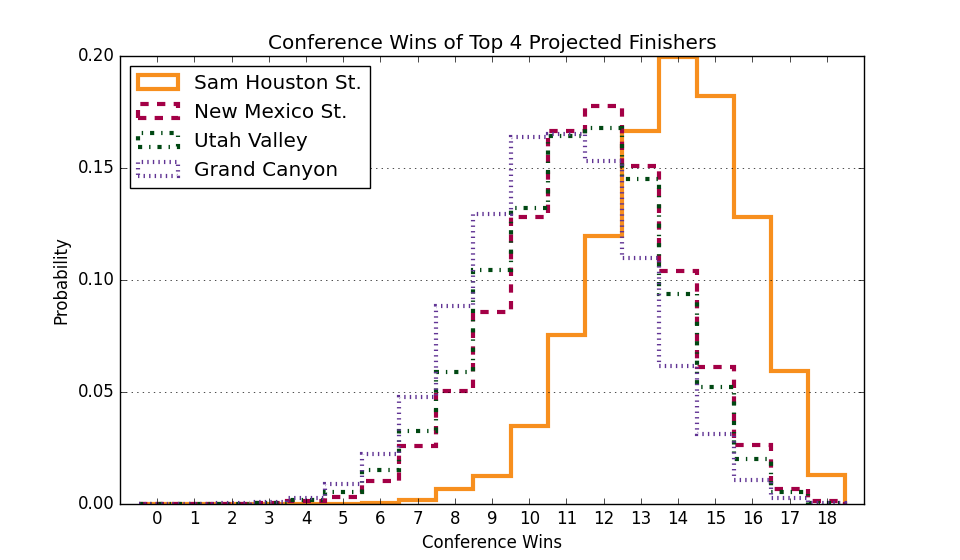 Conference Wins of Top 4 Projected Finishers
0.20
0.15
0.10
0.05
0.00
Probability
Sam Houston St.
New Mexico St.
Utah Valley
Grand Canyon
0 1 2 3 4 5 6 7 8 9 10 11 12 13 14 15 16 17 18
Conference Wins